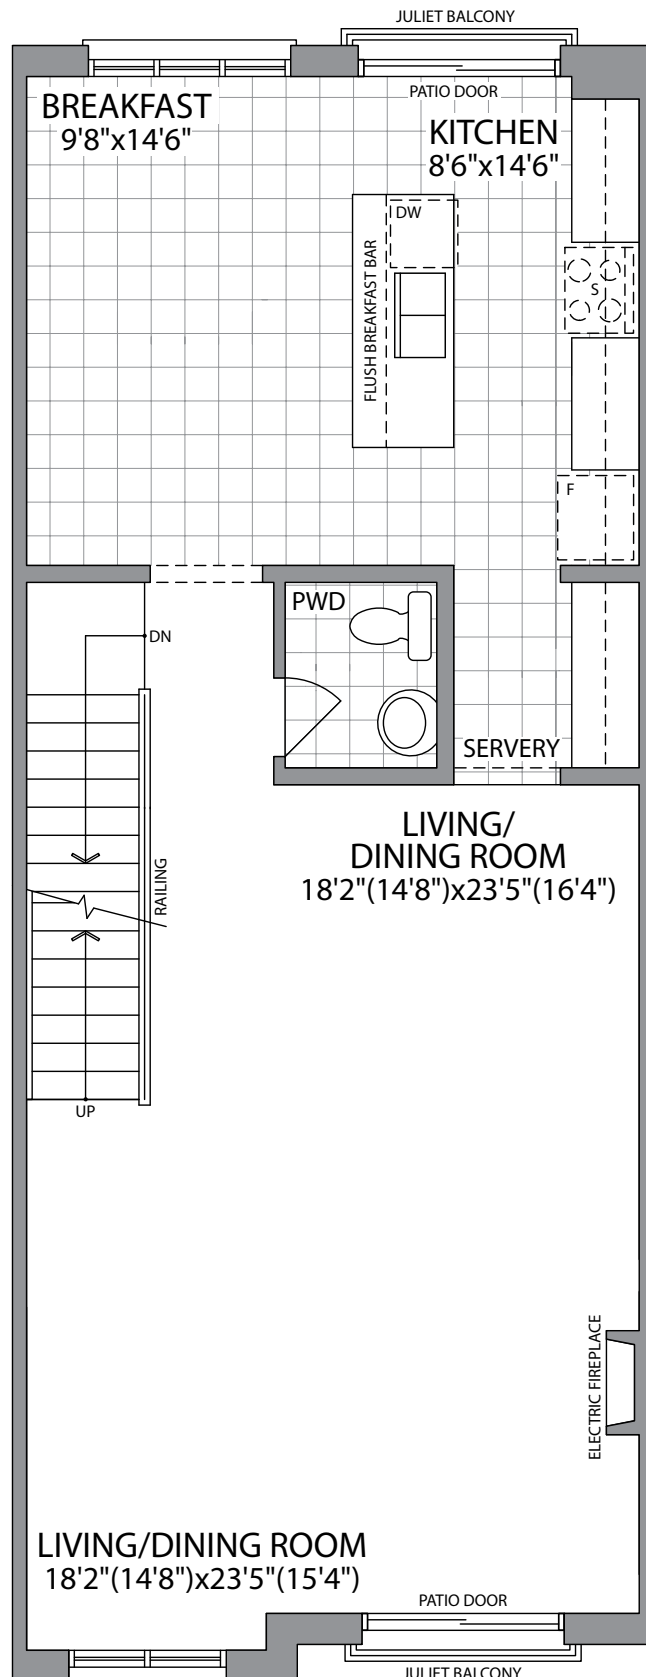 JULIET BALCONY
PATIO DOOR
BREAKFAST
9'8"x14'6"
KITCHEN
8'6"x14'6"
DW
FLUSH BREAKFAST BAR
S
F
PWD
DN
SERVERY
LIVING/
DINING ROOM
18'2"(14'8")x23'5"(16'4")
RAILING
UP
ELECTRIC FIREPLACE
LIVING/DINING ROOM
18'2"(14'8")x23'5"(15'4")
PATIO DOOR
JULIET BALCONY